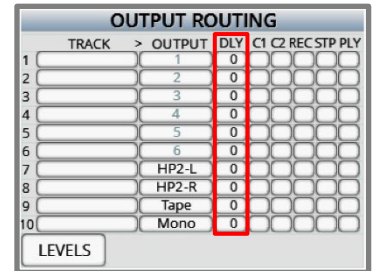 OUTPUT ROUTING
TRACK > OUTPUT DLY C1 C2 REC STP PLY
1 1 0
2 2 0
3 3 0
4 4 0
5 5 0
6 6 0
7 HP2-L 0
8 HP2-R 0
9 Tape 0
10 Mono 0
LEVELS